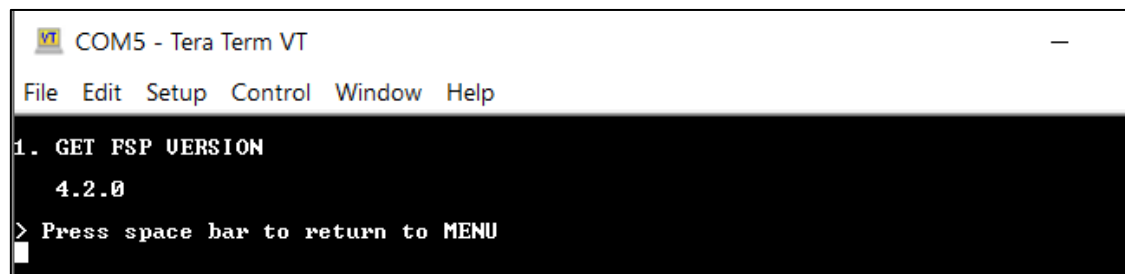 COM5 - Tera Term VT
File Edit Setup Control Window Help
1. GET FSP VERSION
4.2.0
> Press space bar to return to MENU